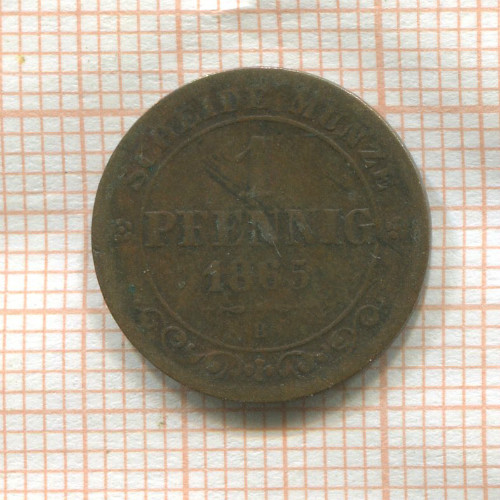 SCHEIDE MÜNZE
1
PFENNIG
1865
B